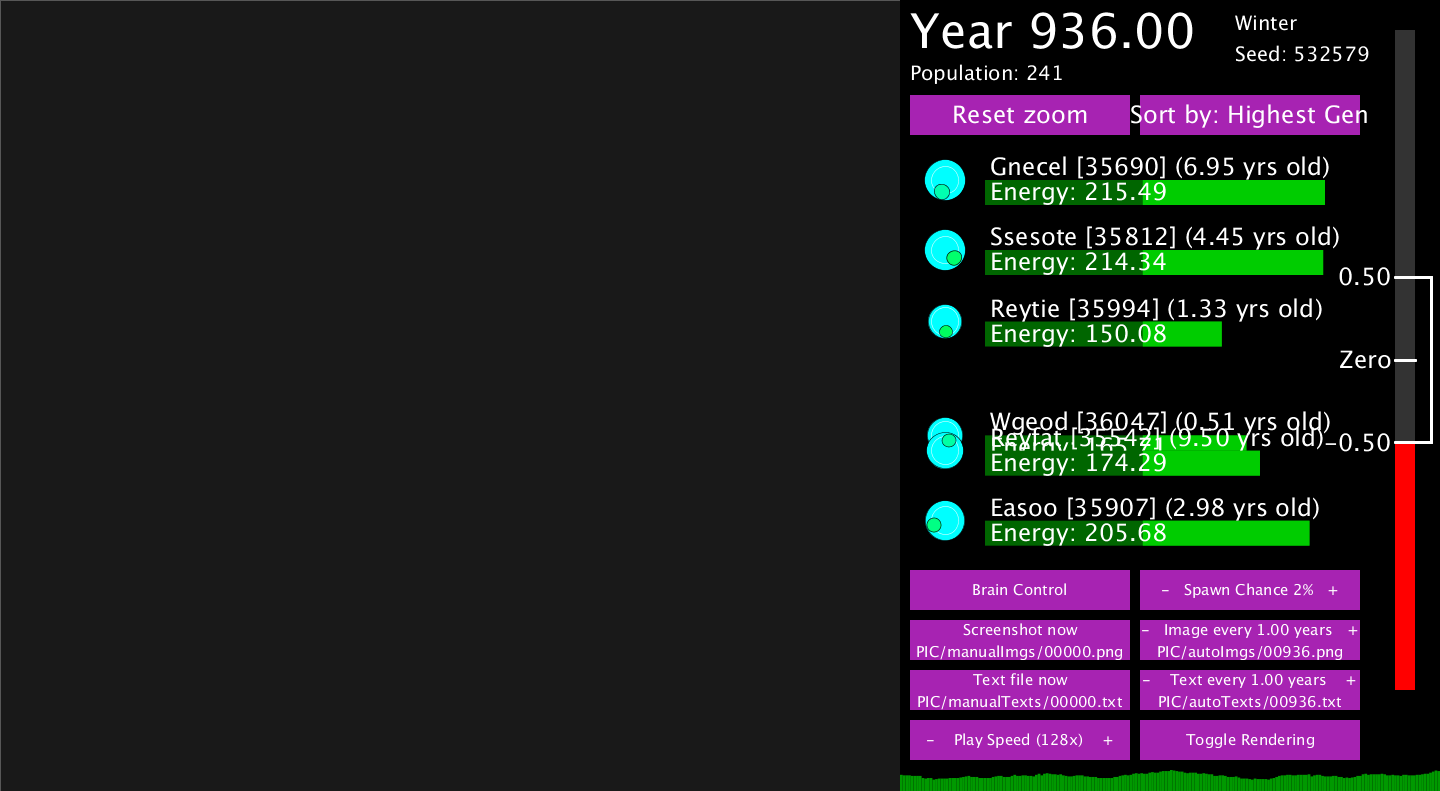 Year 936.00
Winter
Seed: 532579
Population: 241
Reset zoom
Sort by: Highest Gen
Gnecel [35690] (6.95 yrs old)
Energy: 215.49
Ssesote [35812] (4.45 yrs old)
Energy: 214.34
0.50
Reytie [35994] (1.33 yrs old)
Energy: 150.08
Zero
Wgeod [36047] (0.51 yrs old)
Reyfat [35542] (9.50 yrs old)
-0.50
Energy: 174.29
Easoo [35907] (2.98 yrs old)
Energy: 205.68
Brain Control
- Spawn Chance 2% +
Screenshot now
PIC/manualImgs/00000.png
- Image every 1.00 years +
PIC/autoImgs/00936.png
Text file now
PIC/manualTexts/00000.txt
- Text every 1.00 years +
PIC/autoTexts/00936.txt
- Play Speed (128x) +
Toggle Rendering